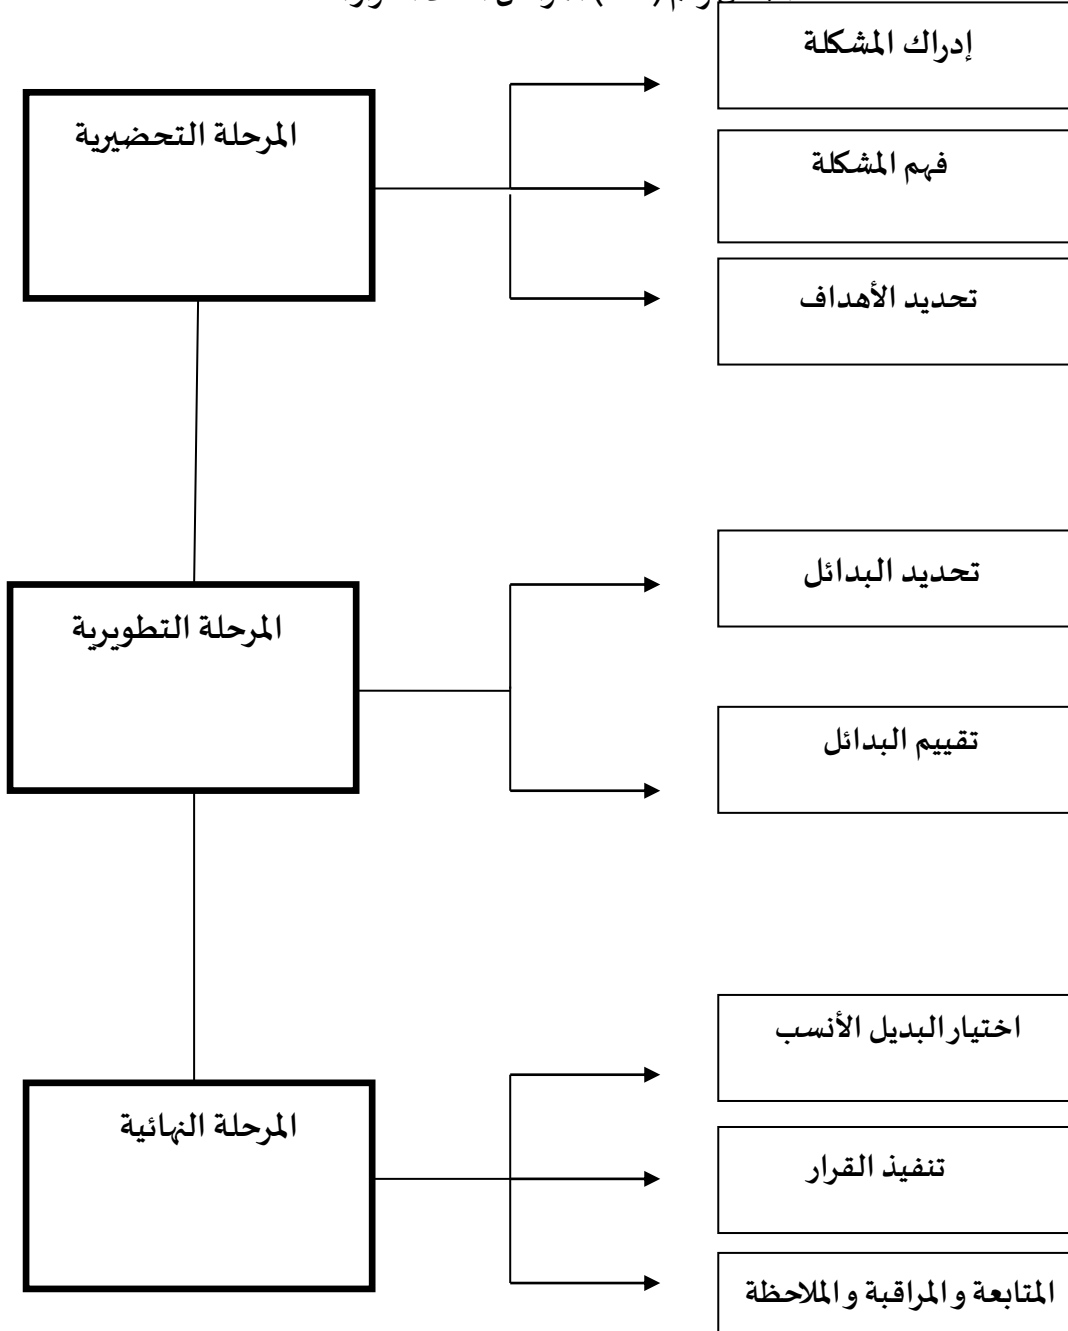 إدراك المشكلة
المرحلة التحضيرية
فهم المشكلة
تحديد الأهداف
تحديد البدائل
المرحلة التطويرية
تقييم البدائل
اختيار البديل الأنسب
المرحلة النهائية
تنفيذ القرار
المتابعة و المراقبة و الملاحظة